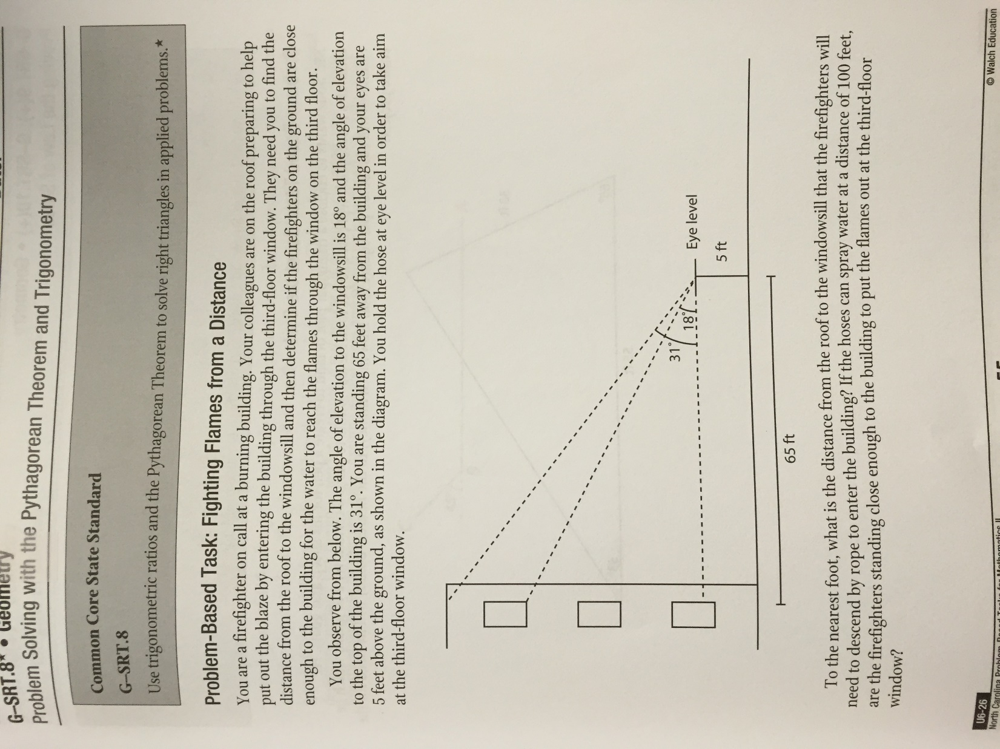 G–SRT.8★ • Geometry
Problem Solving with the Pythagorean Theorem and Trigonometry
Common Core State Standard
G–SRT.8
Use trigonometric ratios and the Pythagorean Theorem to solve right triangles in applied problems.★
Problem-Based Task: Fighting Flames from a Distance
You are a firefighter on call at a burning building. Your colleagues are on the roof preparing to help
put out the blaze by entering the building through the third-floor window. They need you to find the
distance from the roof to the windowsill and then determine if the firefighters on the ground are close
enough to the building for the water to reach the flames through the window on the third floor.
You observe from below. The angle of elevation to the windowsill is 18° and the angle of elevation
to the top of the building is 31°. You are standing 65 feet away from the building and your eyes are
5 feet above the ground, as shown in the diagram. You hold the hose at eye level in order to take aim
at the third-floor window.
31°
18°
Eye level
5 ft
65 ft
To the nearest foot, what is the distance from the roof to the windowsill that the firefighters will
need to descend by rope to enter the building? If the hoses can spray water at a distance of 100 feet,
are the firefighters standing close enough to the building to put the flames out at the third-floor
window?
U6-26
© Walch Education
North Carolina Problem-Based Tasks for Mathematics II